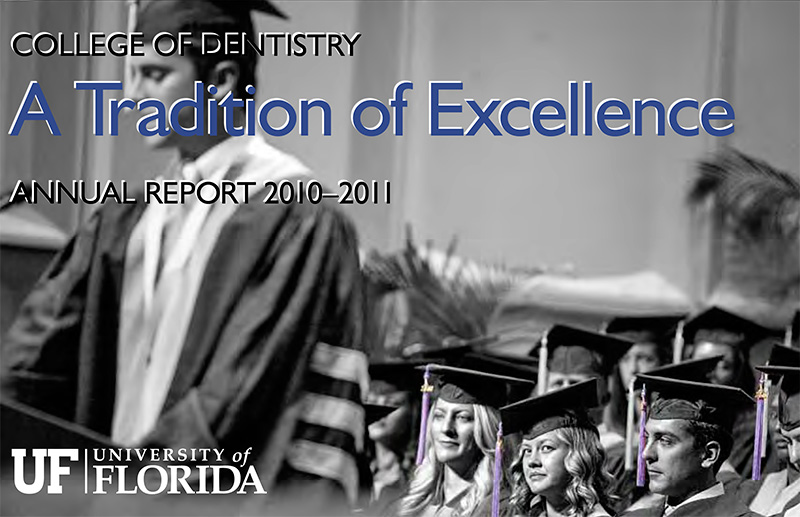 COLLEGE OF DENTISTRY
A Tradition of Excellence
ANNUAL REPORT 2010–2011
UF UNIVERSITY of
FLORIDA